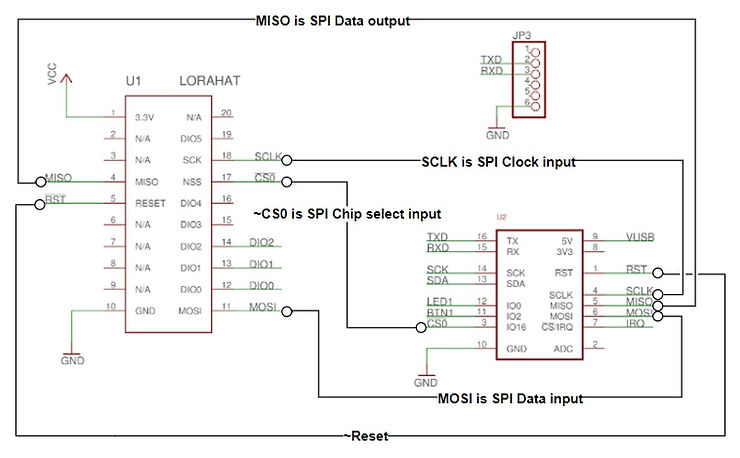 MISO is SPI Data output
JP3
1
TXD 2
RXD 3
4
5
6
GND
VCC
U1 LORAHAT
1 3.3V N/A 20
2 N/A DIO5 19
3 N/A SCK 18 SCLK
MISO 4 MISO NSS 17 CS0
RST 5 RESET DIO4 16
6 N/A DIO3 15
7 N/A DIO2 14 DIO2
8 N/A DIO1 13 DIO1
9 N/A DIO0 12 DIO0
10 GND MOSI 11 MOSI
GND
SCLK is SPI Clock input
~CS0 is SPI Chip select input
U2
TXD 16 TX 5V 9 VUSB
RXD 15 RX 3V3 8
SCK 14 SCK RST 1 RST
SDA 13 SDA
SCLK 4 SCLK
LED1 12 IO0 MISO 5 MISO
BTN1 11 IO2 MOSI 6 MOSI
CS0 3 IO16 CS/IRQ 7 IRQ
10 GND ADC 2
GND
MOSI is SPI Data input
~Reset